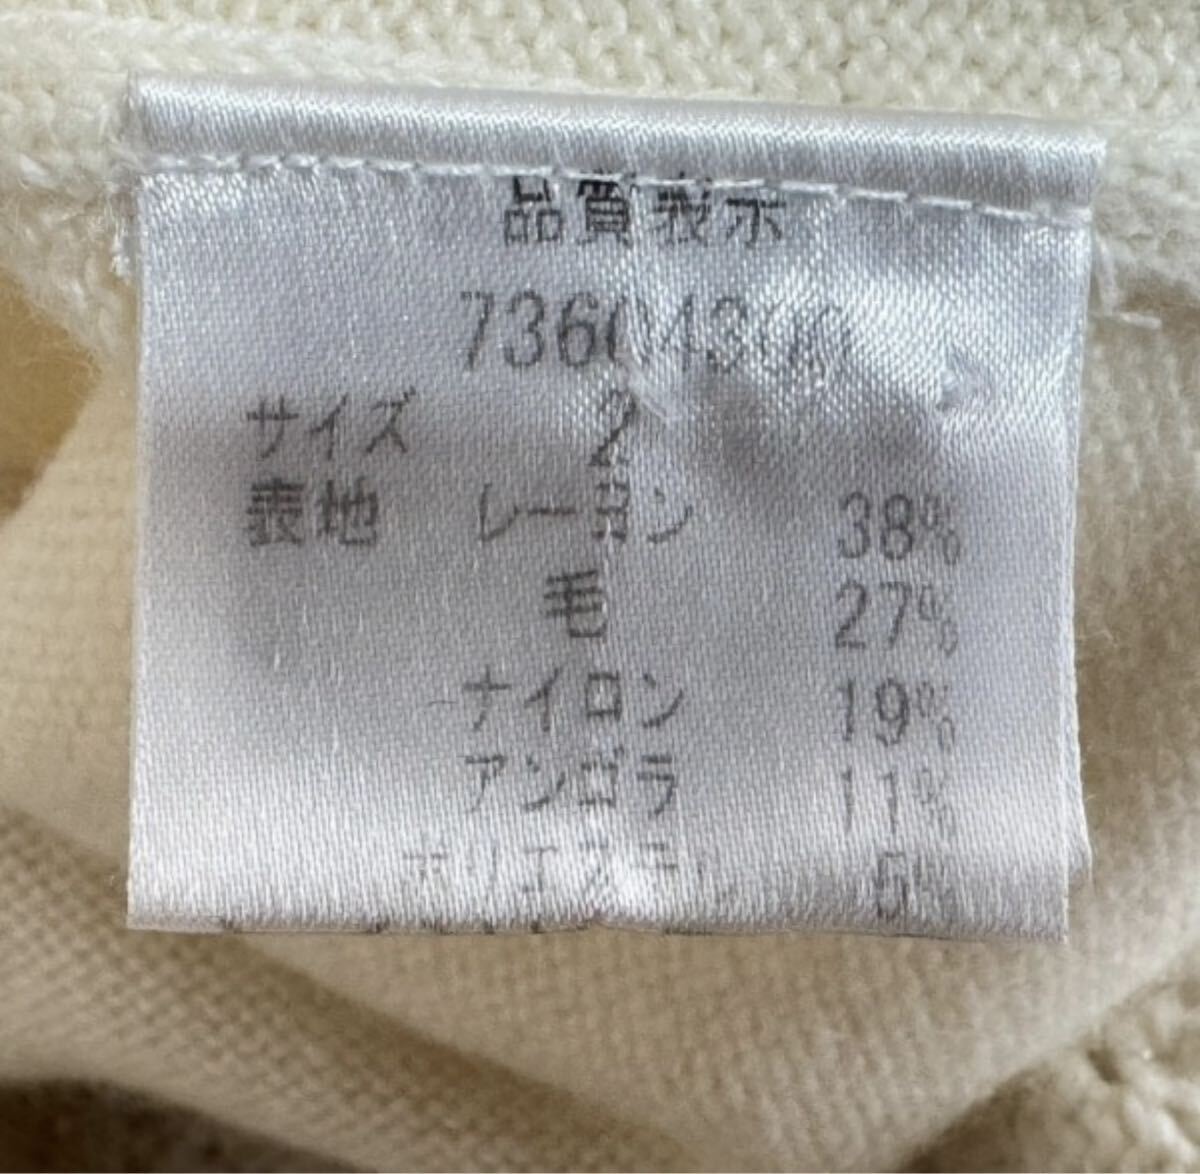 品質表示
サイズ 2
表地 レーヨン 38%
毛 27%
ナイロン 19%
アンゴラ 11%
ポリエステル 5%